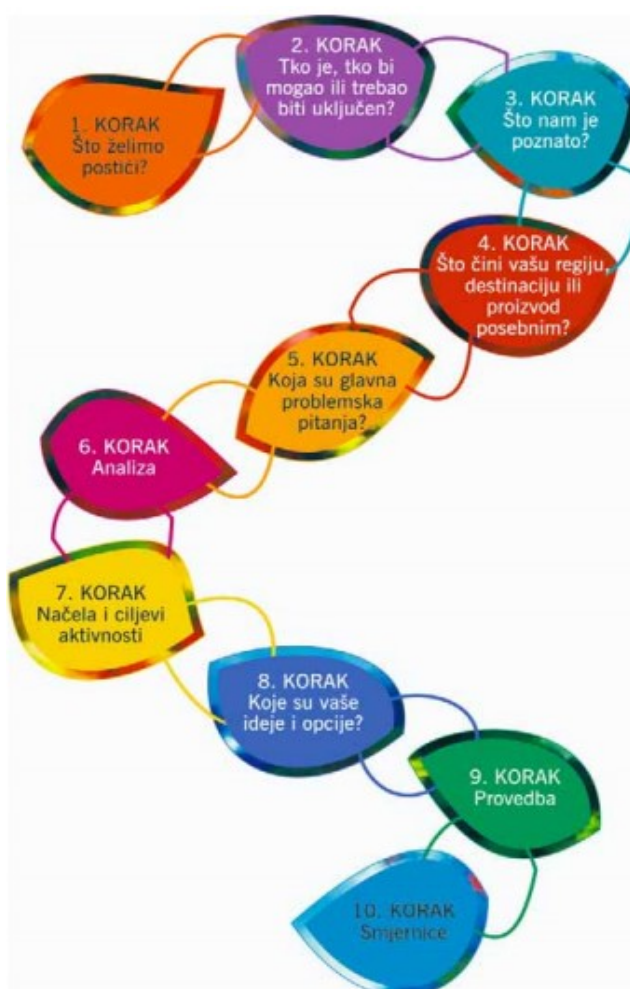 1. KORAK
Što želimo
postići?
2. KORAK
Tko je, tko bi
mogao ili trebao
biti uključen?
3. KORAK
Što nam je
poznato?
4. KORAK
Što čini vašu regiju,
destinaciju ili
proizvod
posebnim?
5. KORAK
Koja su glavna
problemska
pitanja?
6. KORAK
Analiza
7. KORAK
Načela i ciljevi
aktivnosti
8. KORAK
Koje su vaše
ideje i opcije?
9. KORAK
Provedba
10. KORAK
Smjernice